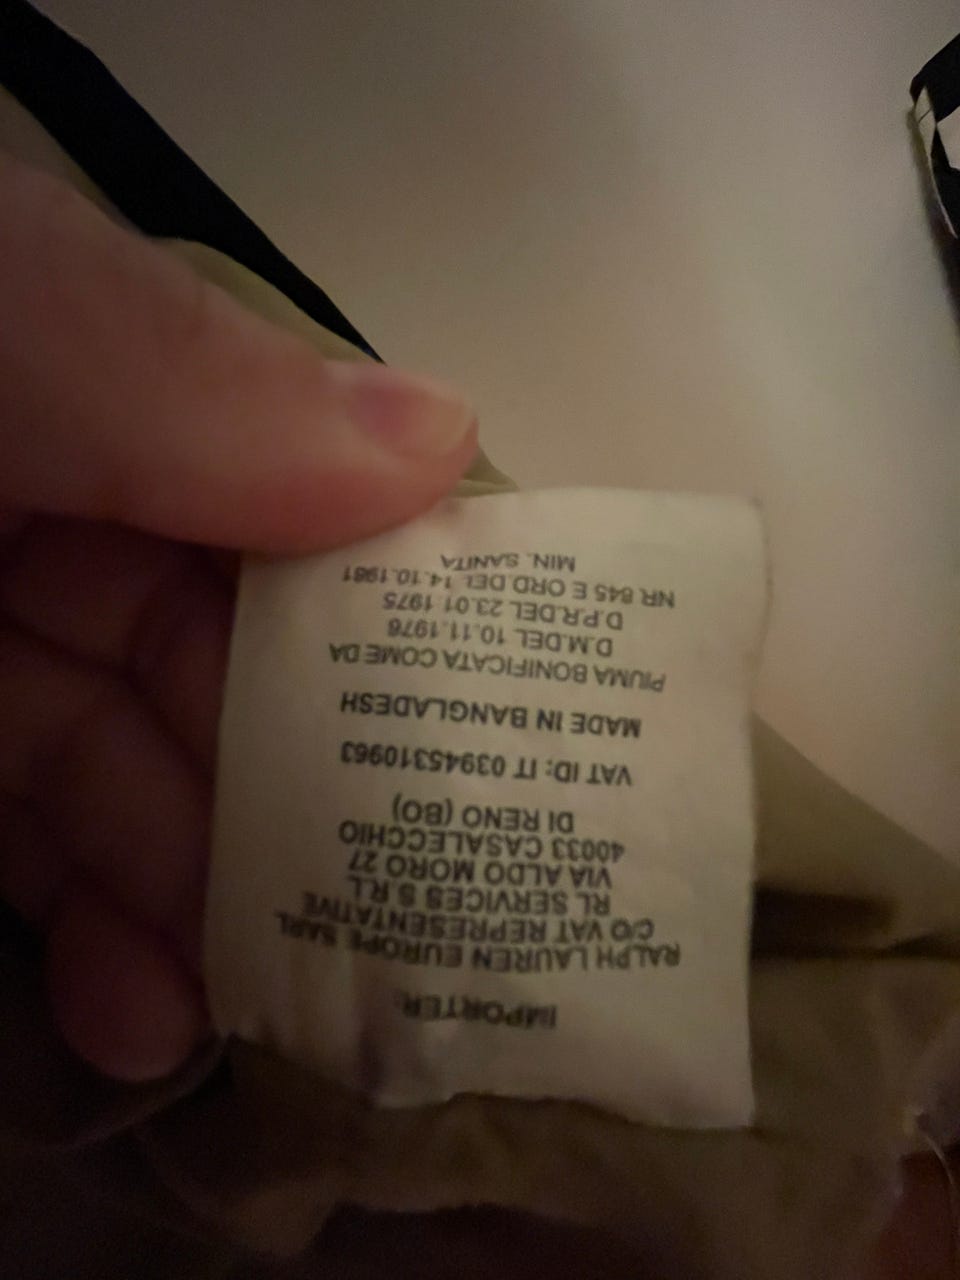 IMPORTER:
RALPH LAUREN EUROPE SARL
C/O VAT REPRESENTATIVE
RL SERVICES S.R.L.
VIA ALDO MORO 27
40033 CASALECCHIO
DI RENO (BO)
VAT ID: IT 03945310963
MADE IN BANGLADESH
PIUMA BONIFICATA COME DA
D.M.DEL 10.11.1976
D.P.R.DEL 23.01 1975
NR 845 E ORD.DEL 14.10.1981
MIN. SANITA